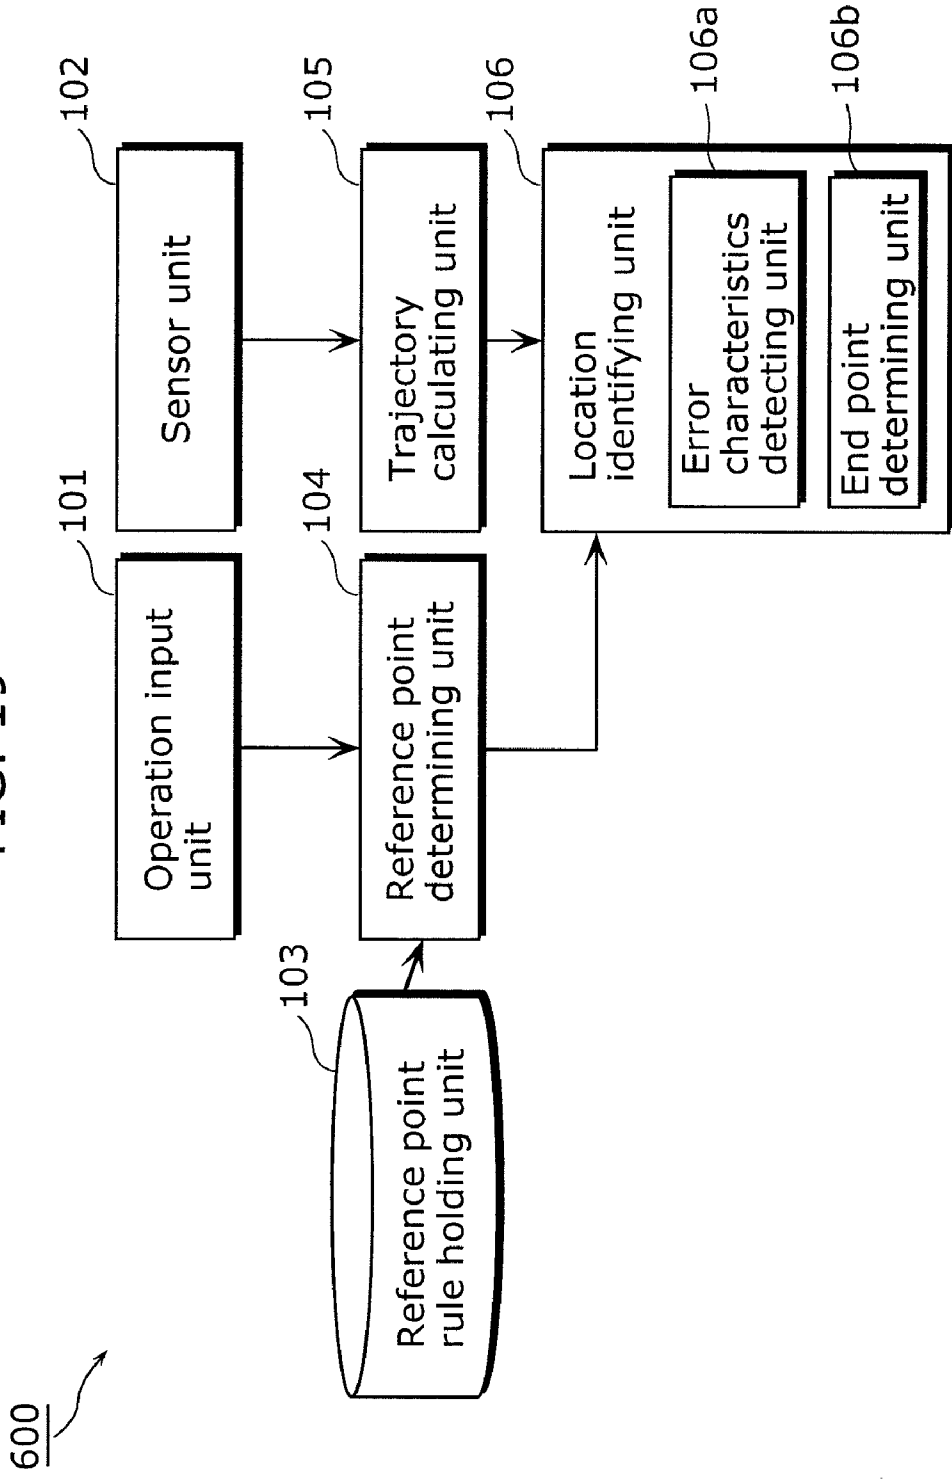 FIG.
600
101
102
Operation input
unit
Sensor unit
103
104
105
Reference point
rule holding unit
Reference point
determining unit
Trajectory
calculating unit
106
Location
identifying unit
106a
Error
characteristics
detecting unit
106b
End point
determining unit